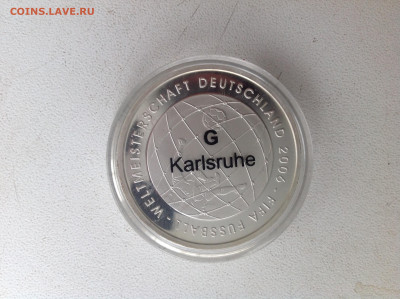 COINS.LAVE.RU
FIFA FUSSBALL - WELTMEISTERSCHAFT DEUTSCHLAND 2006
G
Karlsruhe